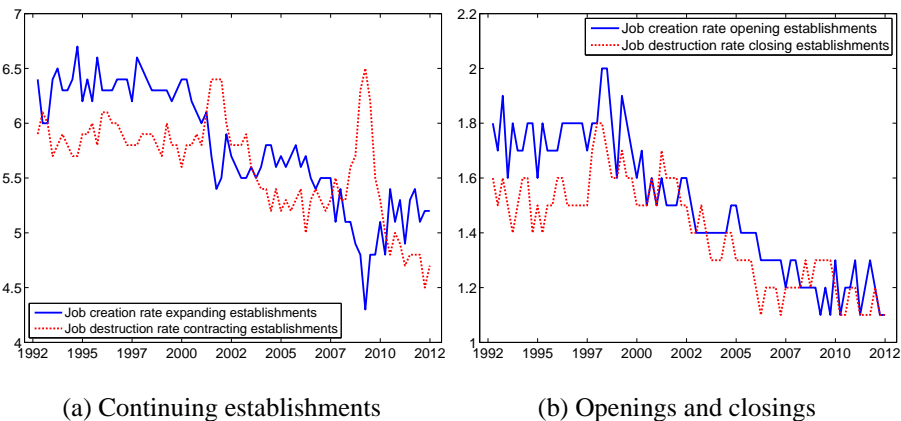 7
6.5
6
5.5
5
4.5
4
1992 1995 1997 2000 2002 2005 2007 2010 2012
Job creation rate expanding establishments
Job destruction rate contracting establishments
(a) Continuing establishments
2.2
2
1.8
1.6
1.4
1.2
1
1992 1995 1997 2000 2002 2005 2007 2010 2012
Job creation rate opening establishments
Job destruction rate closing establishments
(b) Openings and closings